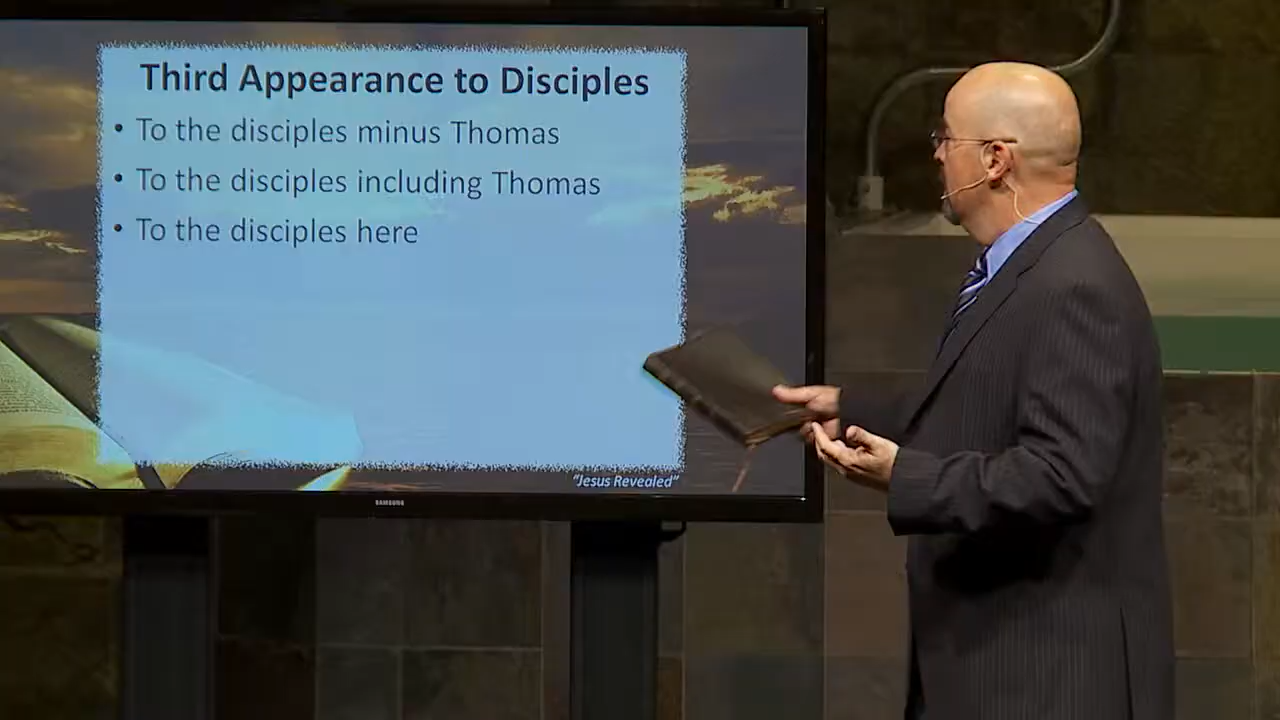 Third Appearance to Disciples
• To the disciples minus Thomas
• To the disciples including Thomas
• To the disciples here
"Jesus Revealed"
SAMSUNG